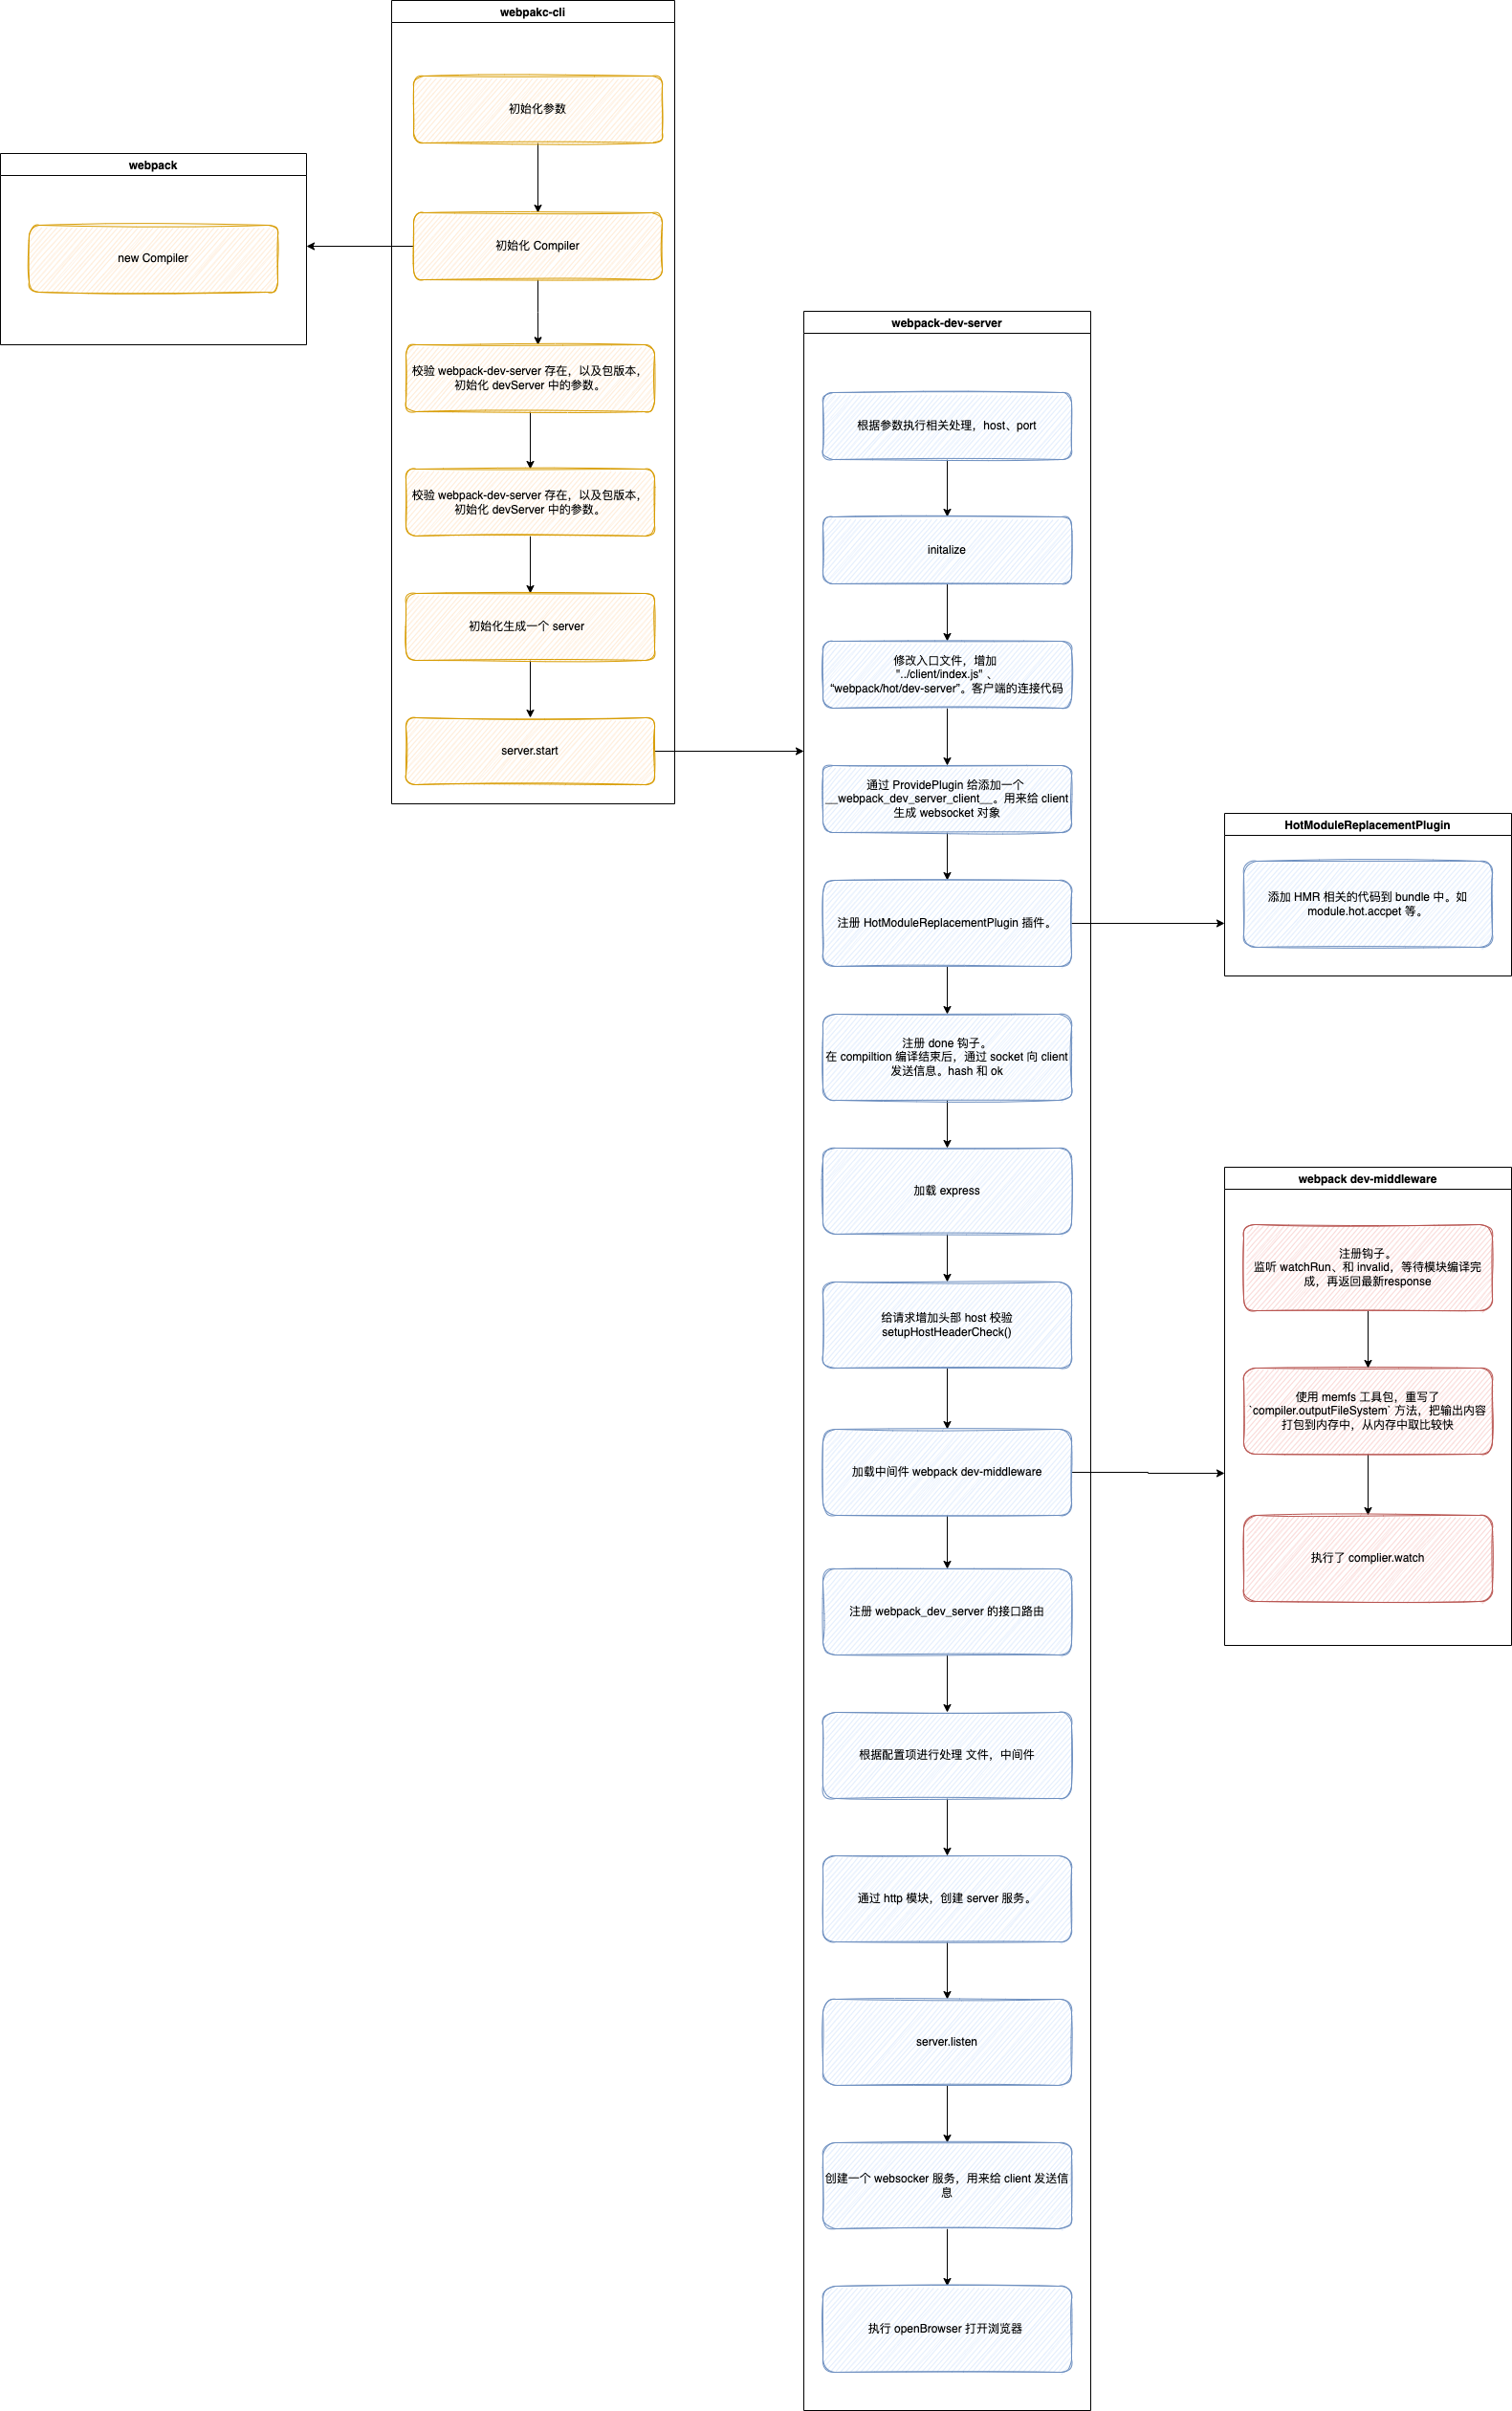 webpakc-cli
初始化参数
webpack
new Compiler
初始化 Compiler
校验 webpack-dev-server 存在，以及包版本，
初始化 devServer 中的参数。
校验 webpack-dev-server 存在，以及包版本，
初始化 devServer 中的参数。
初始化生成一个 server
server.start
webpack-dev-server
根据参数执行相关处理，host、port
initalize
修改入口文件，增加
"../client/index.js" 、
“webpack/hot/dev-server”。客户端的连接代码
通过 ProvidePlugin 给添加一个
__webpack_dev_server_client__。用来给 client
生成 websocket 对象
注册 HotModuleReplacementPlugin 插件。
HotModuleReplacementPlugin
添加 HMR 相关的代码到 bundle 中。如
module.hot.accpet 等。
注册 done 钩子。
在 compiltion 编译结束后，通过 socket 向 client
发送信息。hash 和 ok
加载 express
给请求增加头部 host 校验
setupHostHeaderCheck()
加载中间件 webpack dev-middleware
webpack dev-middleware
注册钩子。
监听 watchRun、和 invalid，等待模块编译完
成，再返回最新response
使用 memfs 工具包，重写了
`compiler.outputFileSystem` 方法，把输出内容
打包到内存中，从内存中取比较快
执行了 complier.watch
注册 webpack_dev_server 的接口路由
根据配置项进行处理 文件，中间件
通过 http 模块，创建 server 服务。
server.listen
创建一个 websocker 服务，用来给 client 发送信
息
执行 openBrowser 打开浏览器